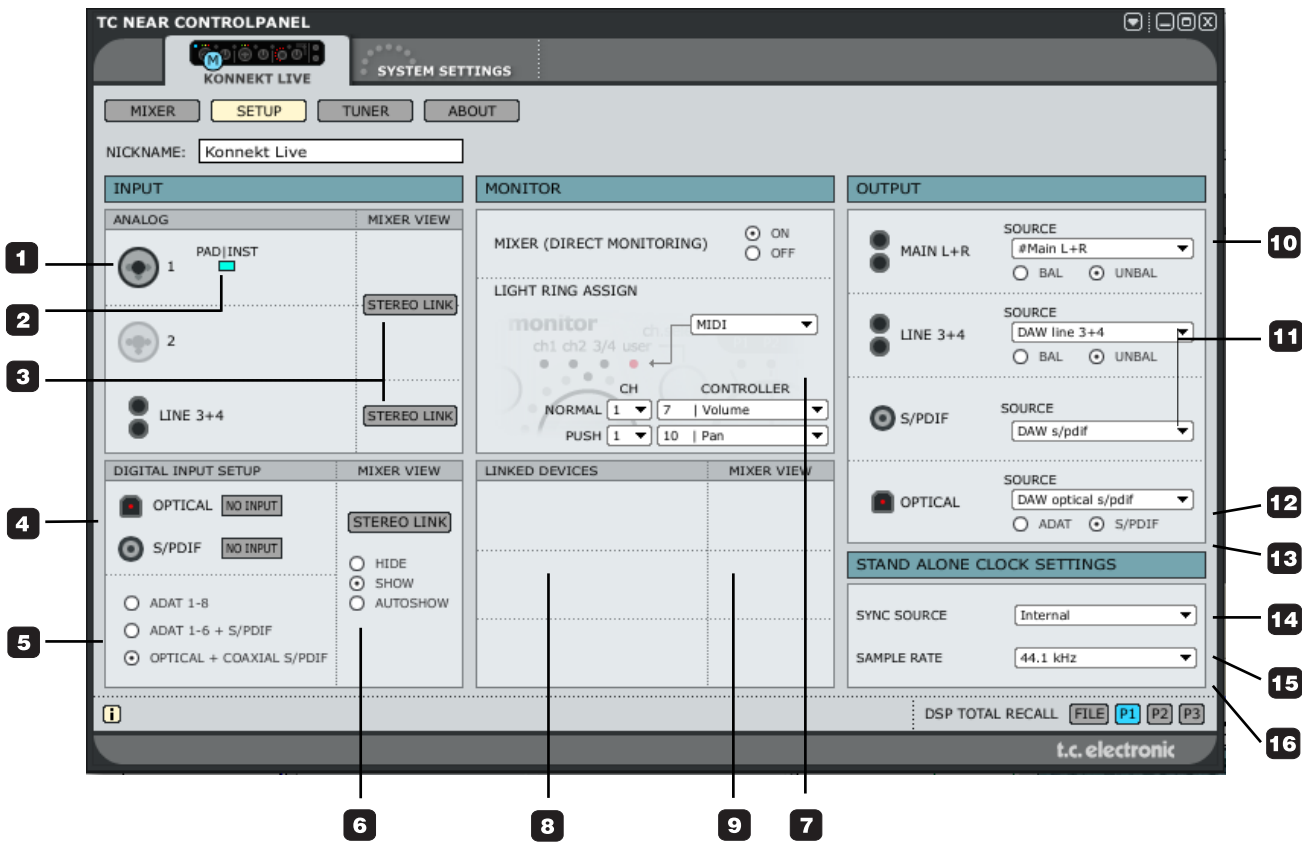 TC NEAR CONTROLPANEL
M
KONNEKT LIVE
SYSTEM SETTINGS
MIXER
SETUP
TUNER
ABOUT
NICKNAME: Konnekt Live
INPUT
ANALOG
MIXER VIEW
1
PAD|INST
STEREO LINK
2
LINE 3+4
STEREO LINK
DIGITAL INPUT SETUP
MIXER VIEW
OPTICAL NO INPUT
S/PDIF NO INPUT
STEREO LINK
HIDE
SHOW
AUTOSHOW
ADAT 1-8
ADAT 1-6 + S/PDIF
OPTICAL + COAXIAL S/PDIF
MONITOR
MIXER (DIRECT MONITORING)
ON
OFF
LIGHT RING ASSIGN
monitor
ch
MIDI
ch1 ch2 3/4 user
CH CONTROLLER
NORMAL 1 7 | Volume
PUSH 1 10 | Pan
LINKED DEVICES
MIXER VIEW
OUTPUT
MAIN L+R
SOURCE
#Main L+R
BAL UNBAL
LINE 3+4
SOURCE
DAW line 3+4
BAL UNBAL
S/PDIF
SOURCE
DAW s/pdif
OPTICAL
SOURCE
DAW optical s/pdif
ADAT S/PDIF
STAND ALONE CLOCK SETTINGS
SYNC SOURCE Internal
SAMPLE RATE 44.1 kHz
i
DSP TOTAL RECALL FILE P1 P2 P3
t.c. electronic
1
2
3
4
5
6
8
9
7
10
11
12
13
14
15
16